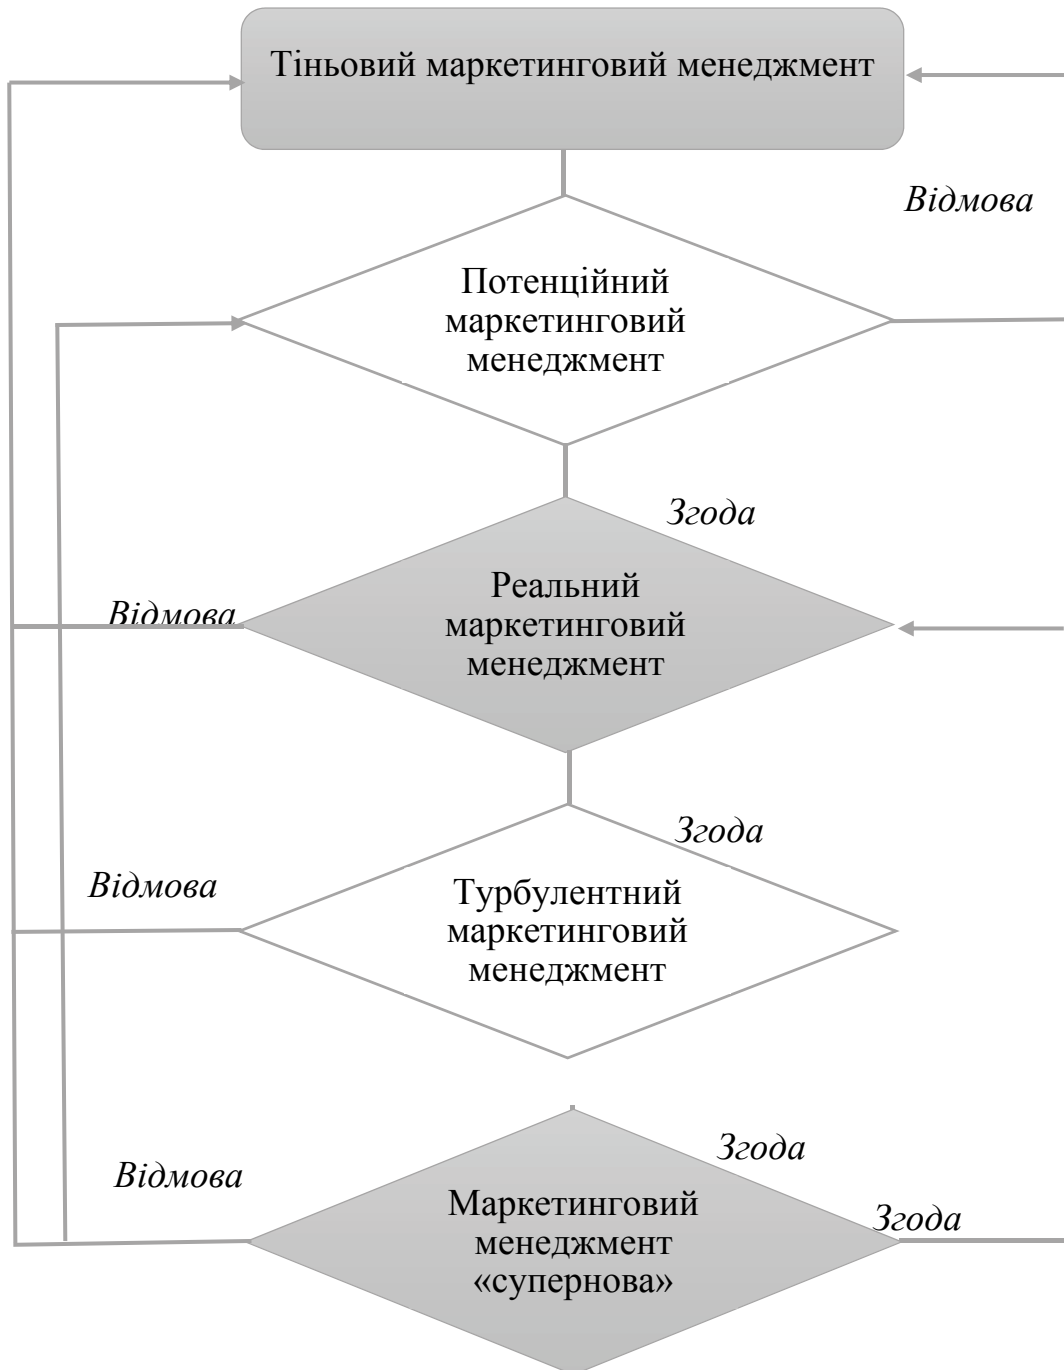 Тіньовий маркетинговий менеджмент
Відмова
Потенційний
маркетинговий
менеджмент
Згода
Реальний
маркетинговий
менеджмент
Відмова
Згода
Відмова
Турбулентний
маркетинговий
менеджмент
Згода
Відмова
Маркетинговий
менеджмент
«супернова»
Згода